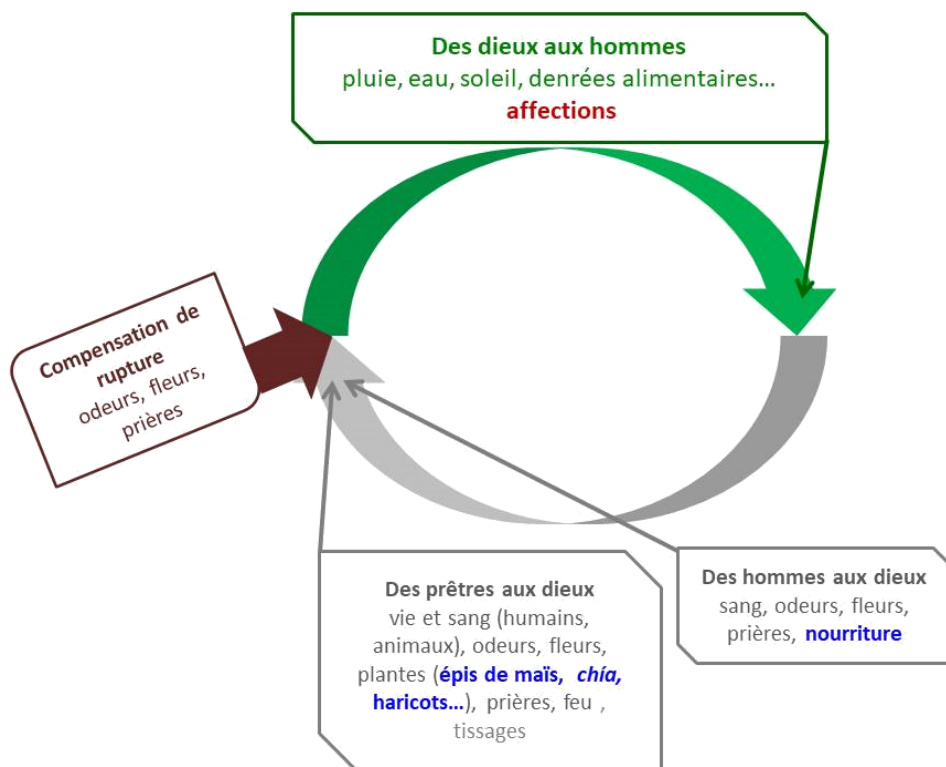 Des dieux aux hommes
pluie, eau, soleil, denrées alimentaires...
affections
Compensation de
rupture
odeurs, fleurs,
prières
Des prêtres aux dieux
vie et sang (humains,
animaux), odeurs, fleurs,
plantes (épis de maïs, chía,
haricots...), prières, feu ,
tissages
Des hommes aux dieux
sang, odeurs, fleurs,
prières, nourriture